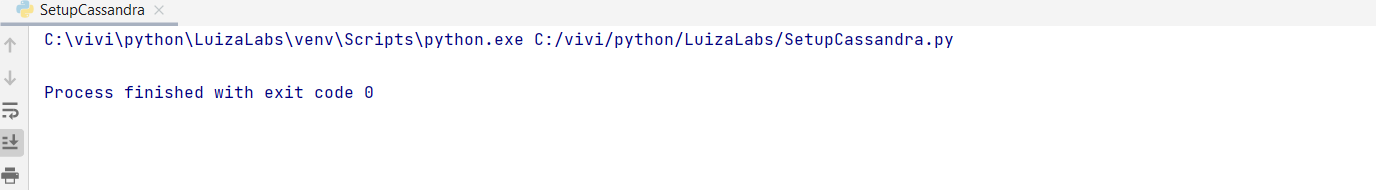 SetupCassandra
C:\vivi\python\LuizaLabs\venv\Scripts\python.exe C:/vivi/python/LuizaLabs/SetupCassandra.py
Process finished with exit code 0